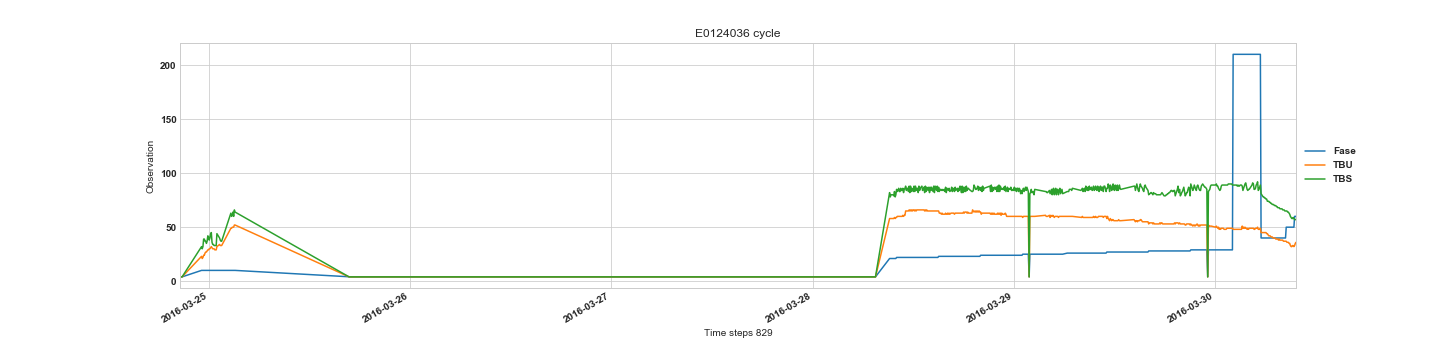 E0124036 cycle
200
150
100
50
0
Observation
2016-03-25
2016-03-26
2016-03-27
2016-03-28
2016-03-29
2016-03-30
Time steps 829
Fase
TBU
TBS